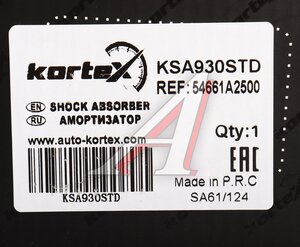 kortex
KSA930STD
REF: 54661A2500
EN SHOCK ABSORBER
RU АМОРТИЗАТОР
Qty: 1
www.auto-kortex.com
EAC
KSA930STD
Made in P.R.C
SA61/124